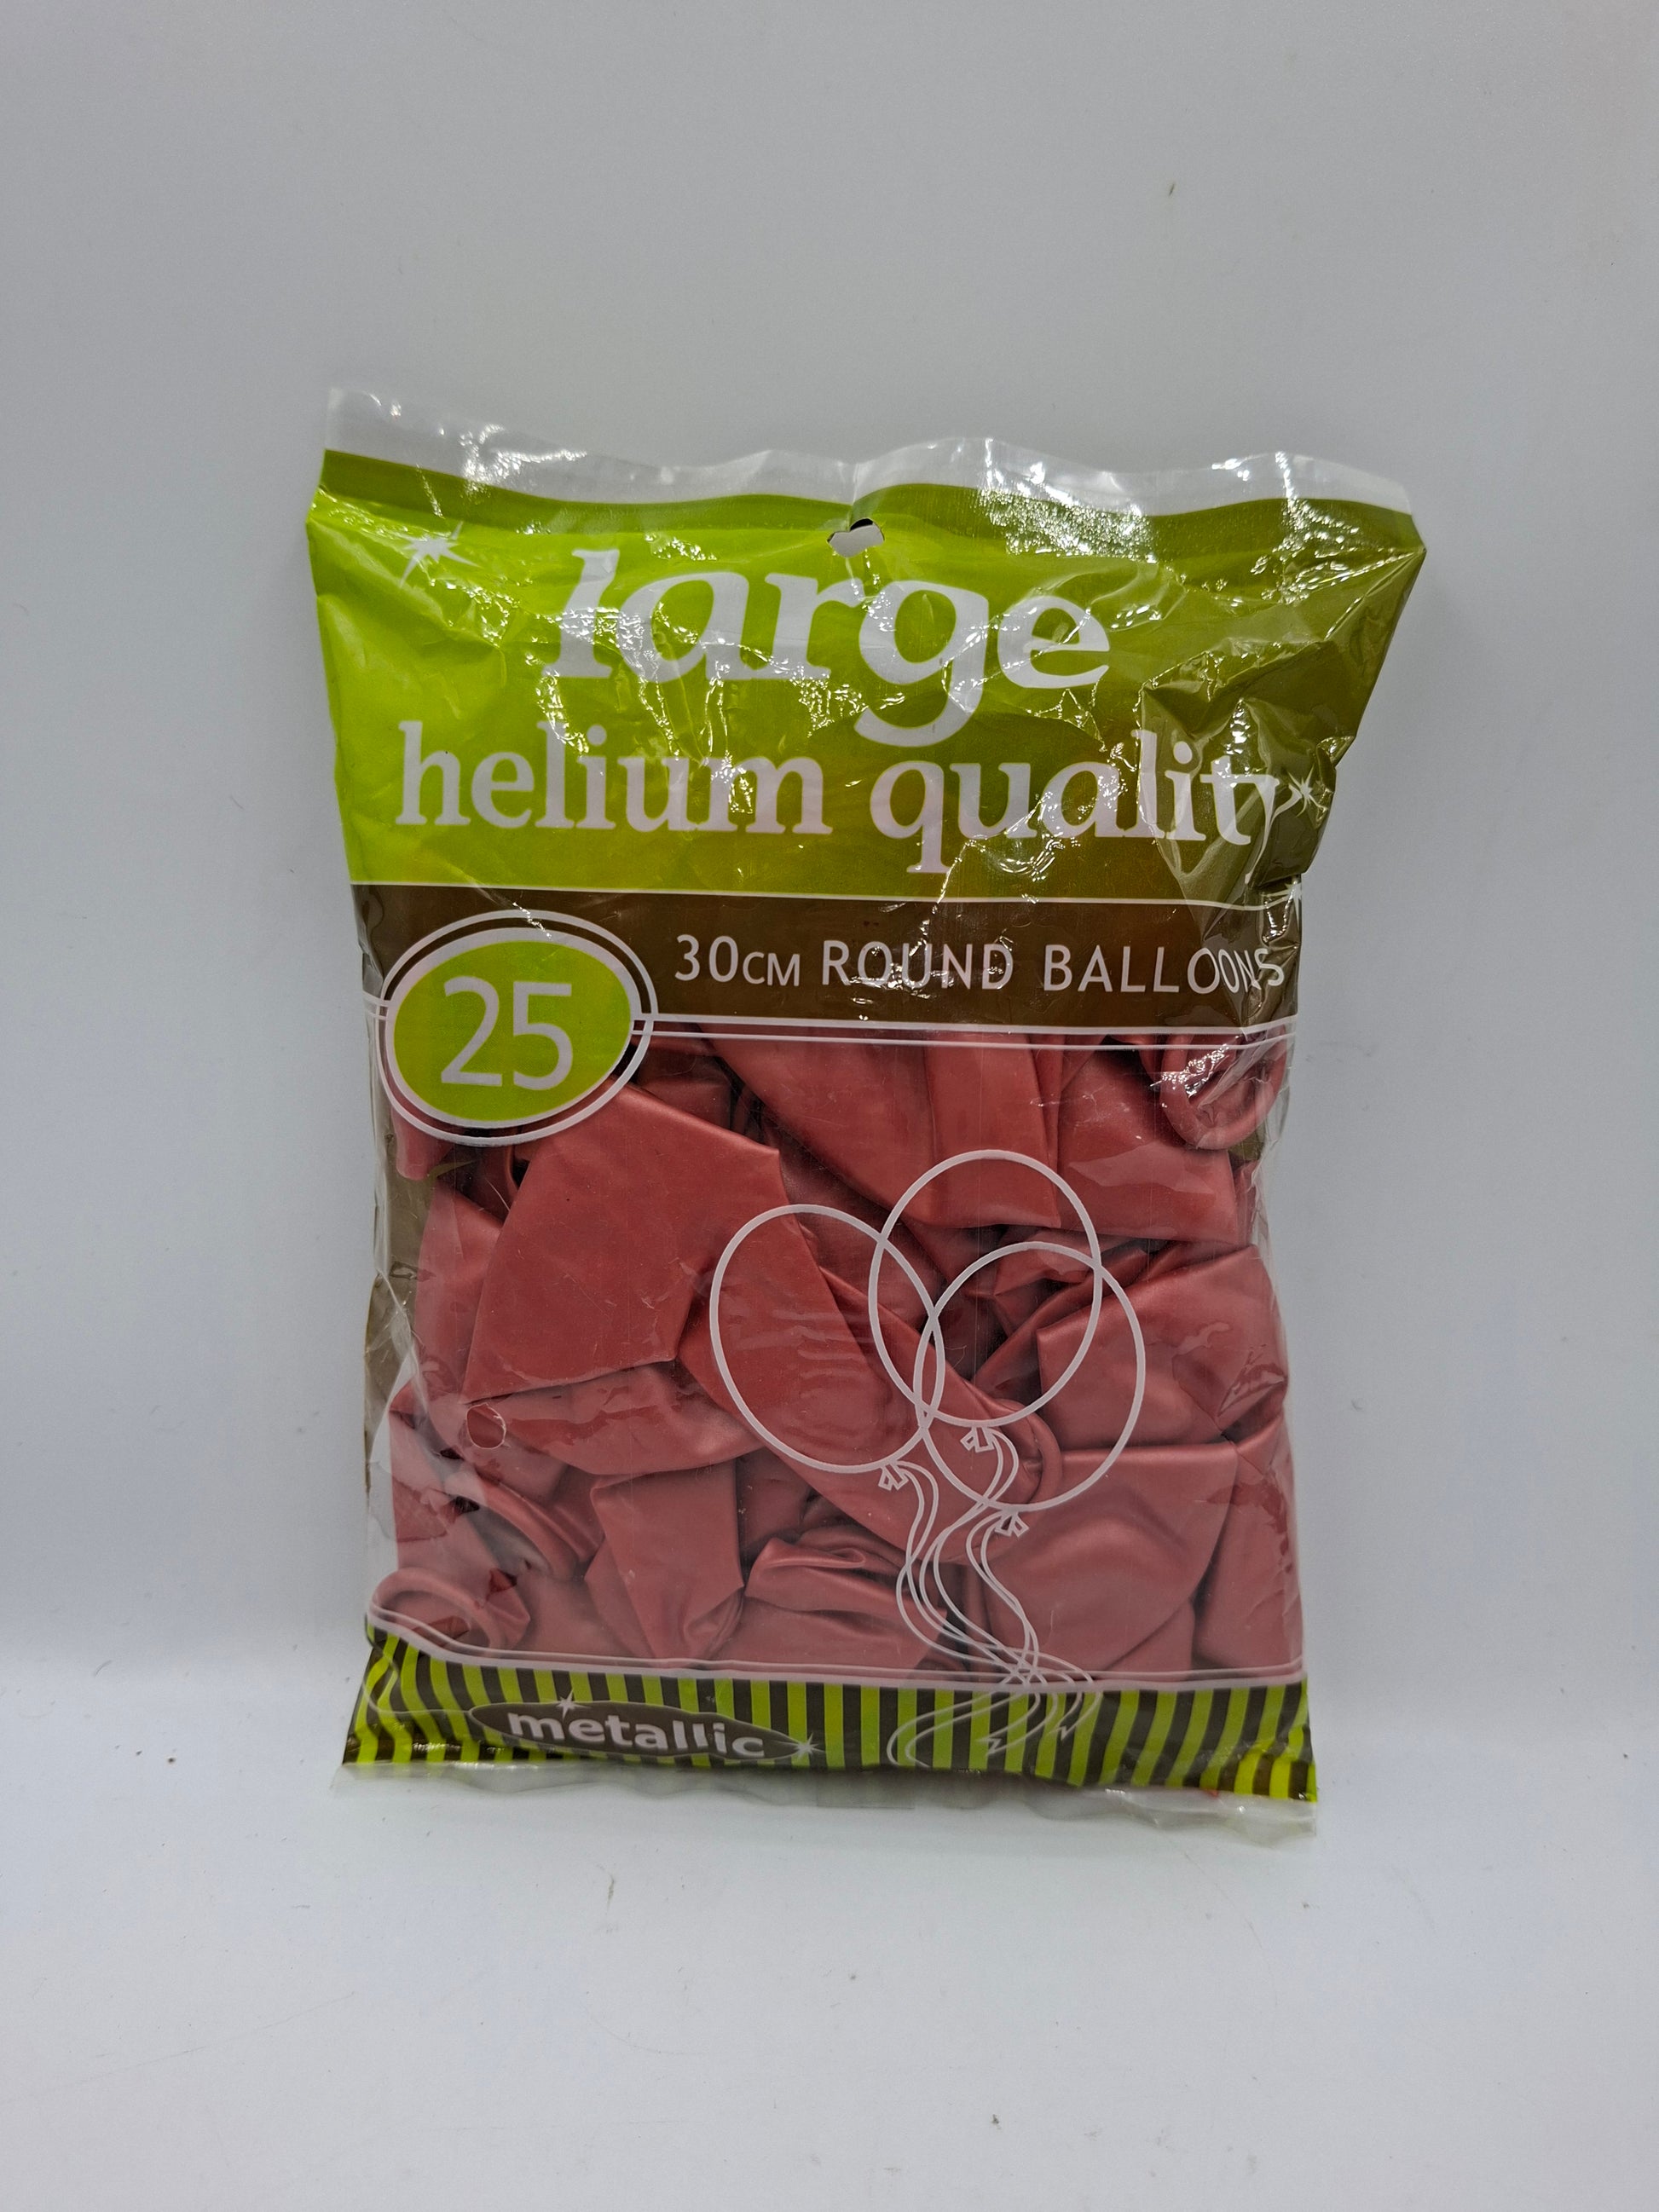 large
helium quality
25
30CM ROUND BALLOONS
metallic